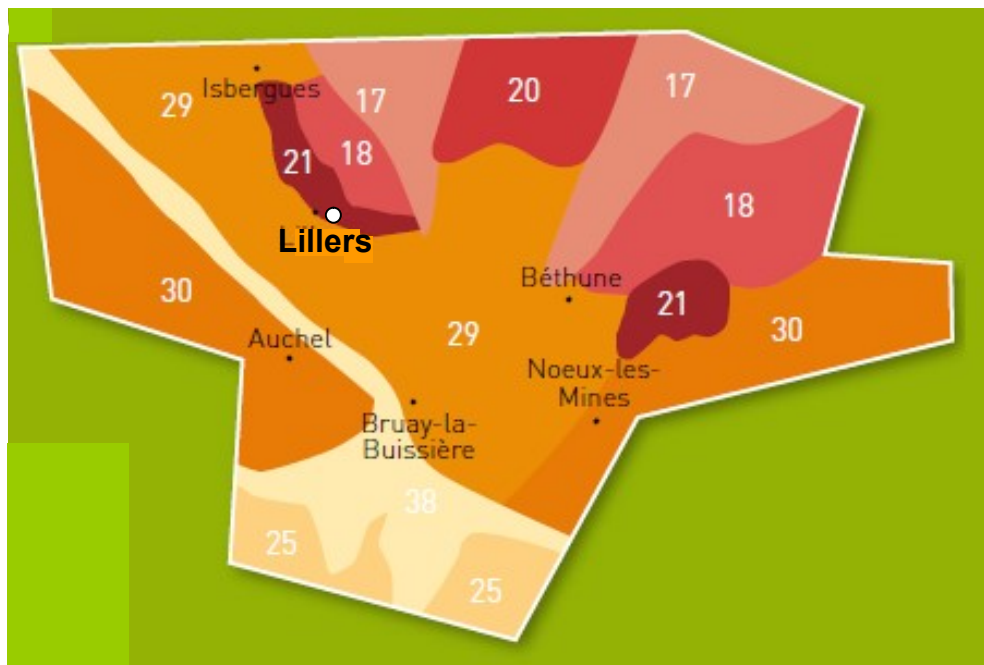 Isbergues
29
17
20
17
21
18
18
Lillers
Béthune
30
21
Auchel
29
30
Noeux-les-
Mines
Bruay-la-
Buissière
38
25
25